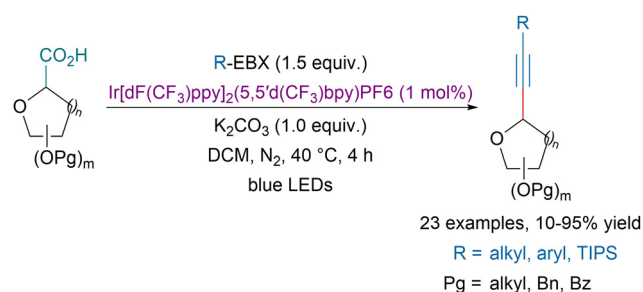 CO₂H
O
()n
(OPg)m
R-EBX (1.5 equiv.)
Ir[dF(CF3)ppy]2(5,5'd(CF3)bpy)PF6 (1 mol%)
K₂CO₃ (1.0 equiv.)
DCM, N₂, 40 °C, 4 h
blue LEDs
R
O
()n
(OPg)m
23 examples, 10-95% yield
R = alkyl, aryl, TIPS
Pg = alkyl, Bn, Bz